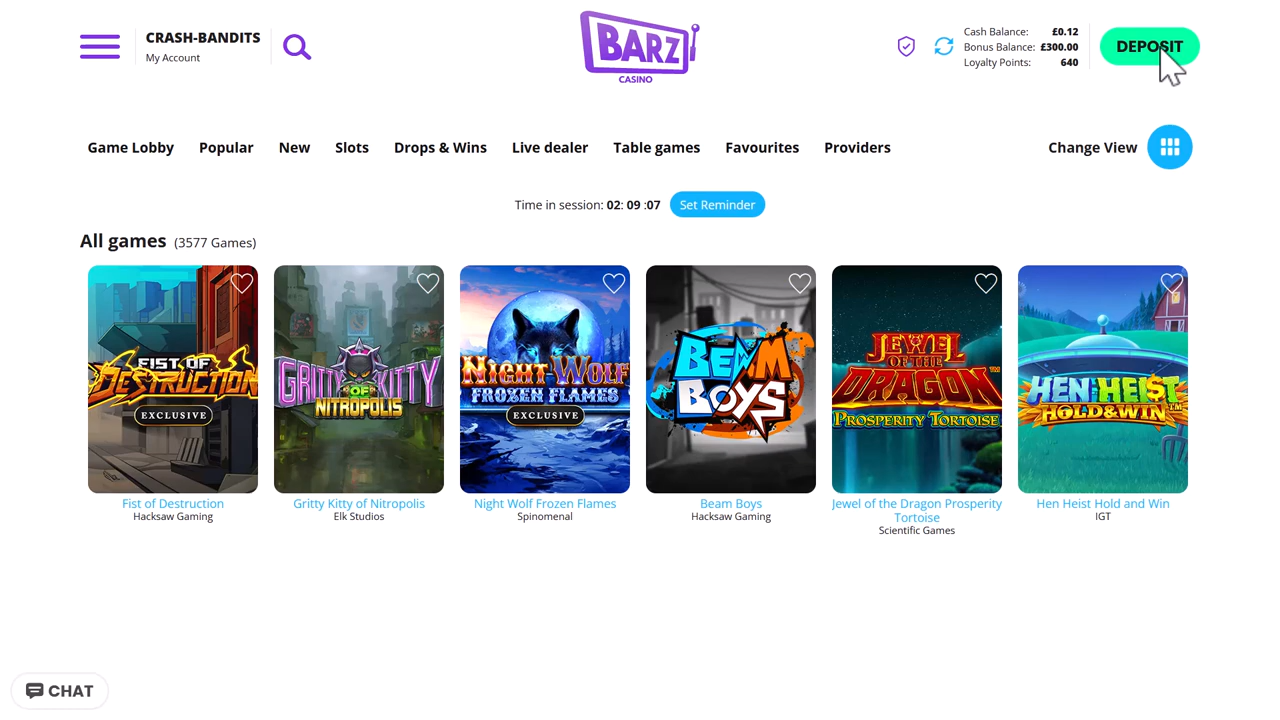 CRASH-BANDITS
My Account
BARZ
CASINO
Cash Balance: £0.12
Bonus Balance: £300.00
Loyalty Points: 640
DEPOSIT
Game Lobby Popular New Slots Drops & Wins Live dealer Table games Favourites Providers Change View
Time in session: 02: 09 :07 Set Reminder
All games (3577 Games)
FIST OF
DESTRUCTION
EXCLUSIVE
GRITTY KITTY
OF
NITROPOLIS
NIGHT WOLF
FROZEN FLAMES
EXCLUSIVE
BEAM
BOYS
JEWEL
OF THE
DRAGON™
PROSPERITY TORTOISE
HEN HEI$T
HOLD&WIN™
Fist of Destruction
Hacksaw Gaming
Gritty Kitty of Nitropolis
Elk Studios
Night Wolf Frozen Flames
Spinomenal
Beam Boys
Hacksaw Gaming
Jewel of the Dragon Prosperity
Tortoise
Scientific Games
Hen Heist Hold and Win
IGT
CHAT